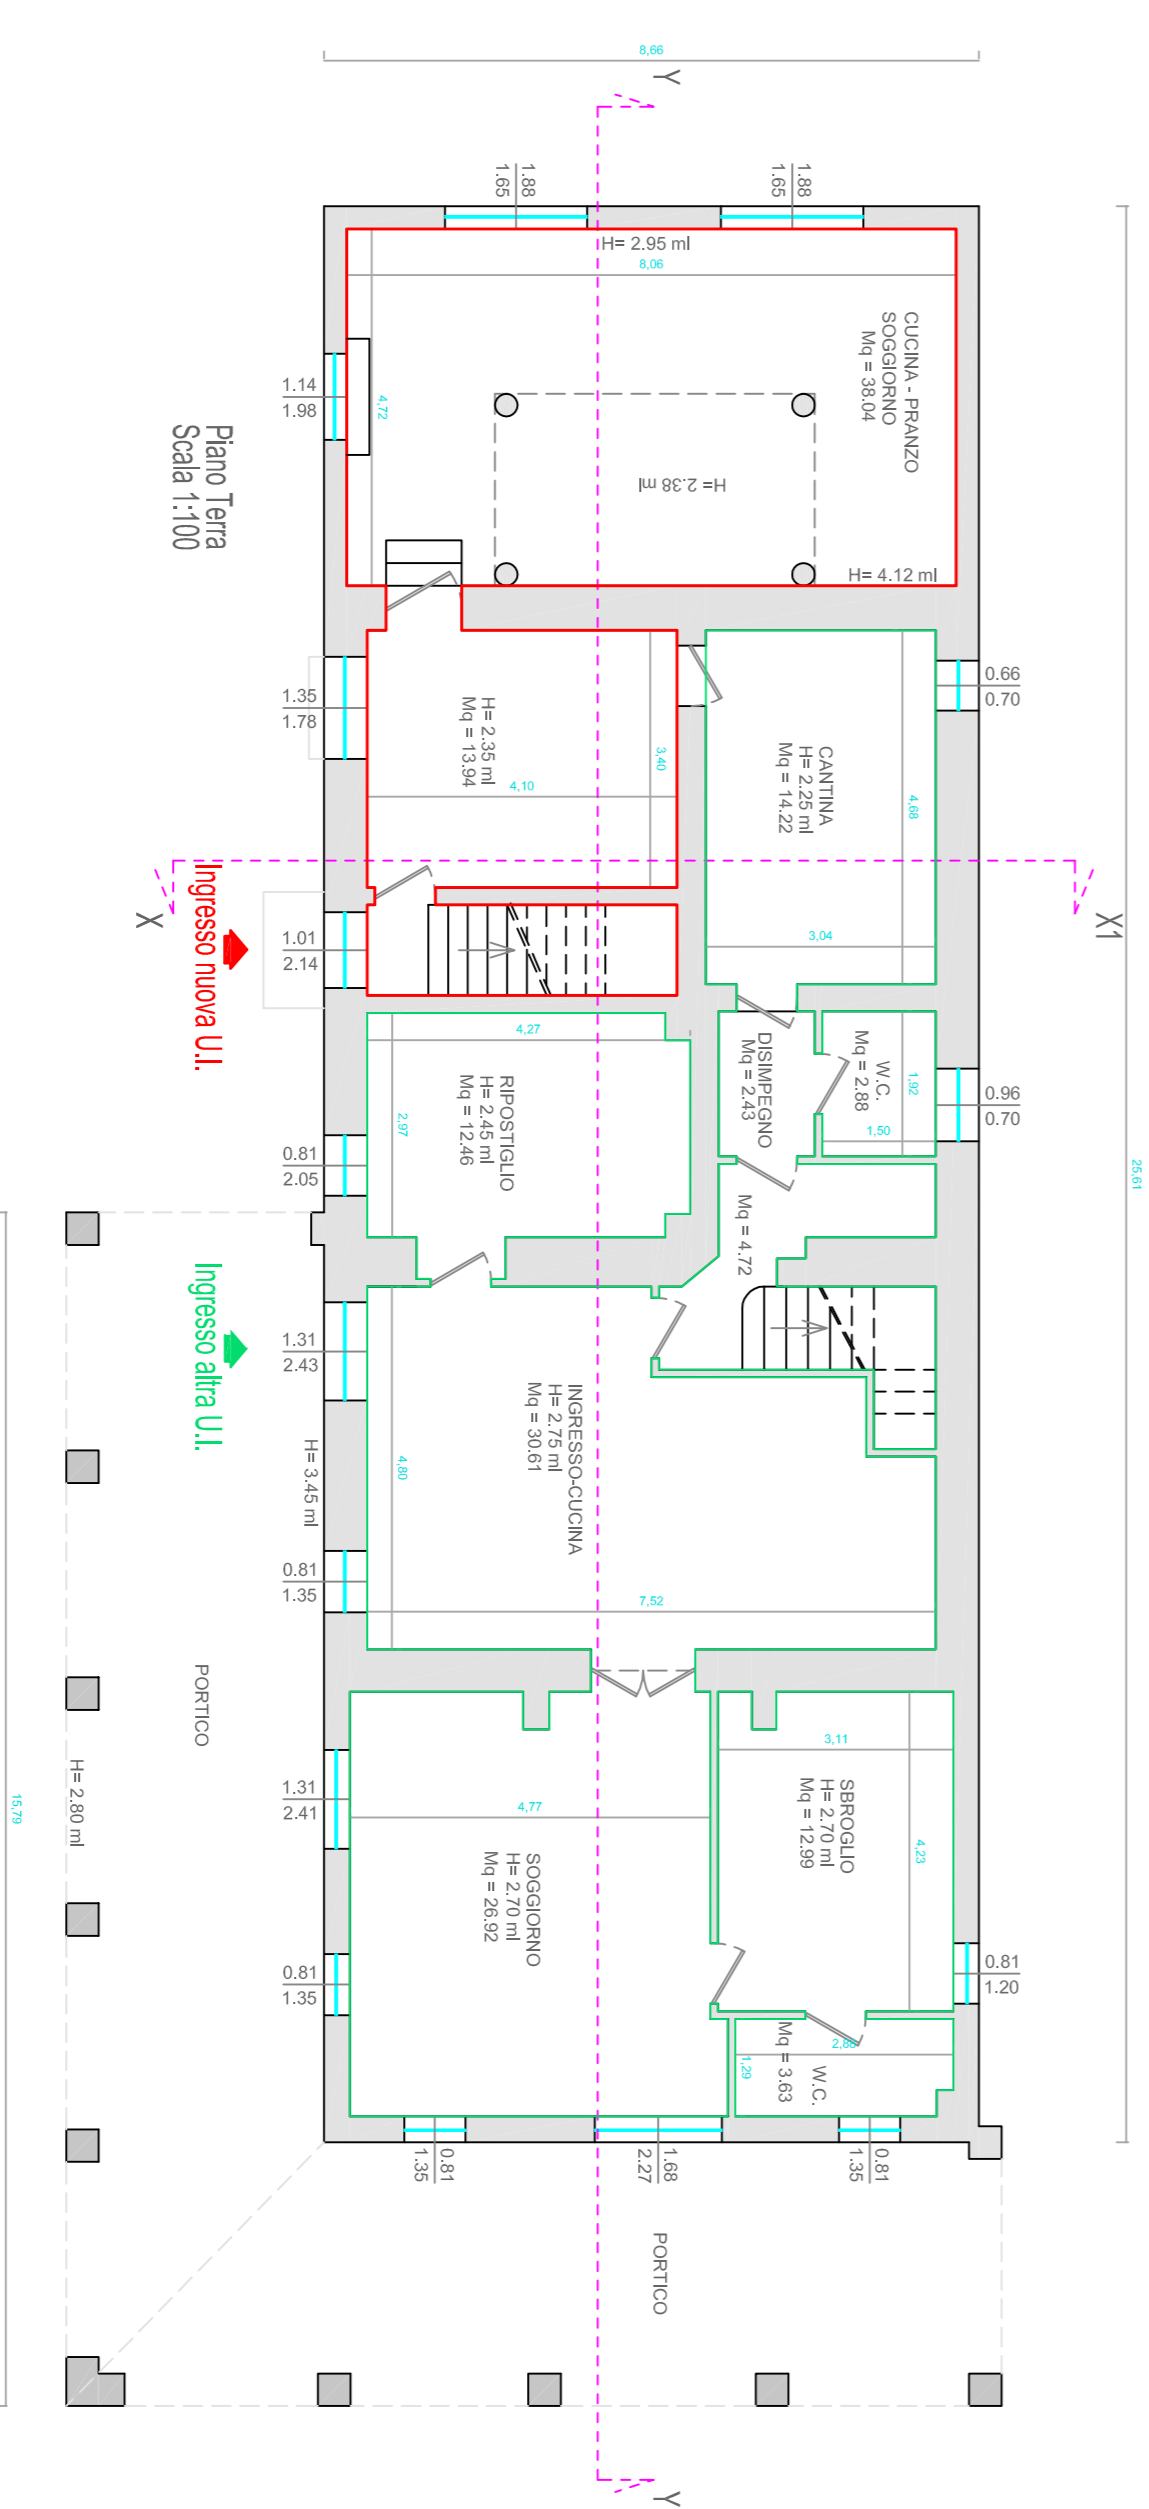 8,66
Y
1.88
1.65
1.88
1.65
H= 2.95 ml
8,06
CUCINA - PRANZO
SOGGIORNO
Mq = 38.04
1.14
1.98
4,72
Piano Terra
Scala 1:100
H= 2.38 ml
H= 4.12 ml
1.35
1.78
H= 2.35 ml
Mq = 13.94
3,40
4,10
0.66
0.70
CANTINA
H= 2.25 ml
Mq = 14.22
4,68
3,04
X
X1
Ingresso nuova U.I.
1.01
2.14
4,27
RIPOSTIGLIO
H= 2.45 ml
Mq = 12.46
2,97
0.81
2.05
DISIMPEGNO
Mq = 2.43
W.C.
Mq = 2.88
1,92
1,50
0.96
0.70
25,61
Mq = 4.72
Ingresso altra U.I.
1.31
2.43
H= 3.45 ml
4,80
INGRESSO-CUCINA
H= 2.75 ml
Mq = 30.61
0.81
1.35
7,52
PORTICO
H= 2.80 ml
15,79
1.31
2.41
4,77
SOGGIORNO
H= 2.70 ml
Mq = 26.92
3,11
SBROGLIO
H= 2.70 ml
Mq = 12.99
4,23
0.81
1.35
0.81
1.20
2,88
1,29
W.C.
Mq = 3.63
0.81
1.35
1.68
2.27
0.81
1.35
PORTICO
Y